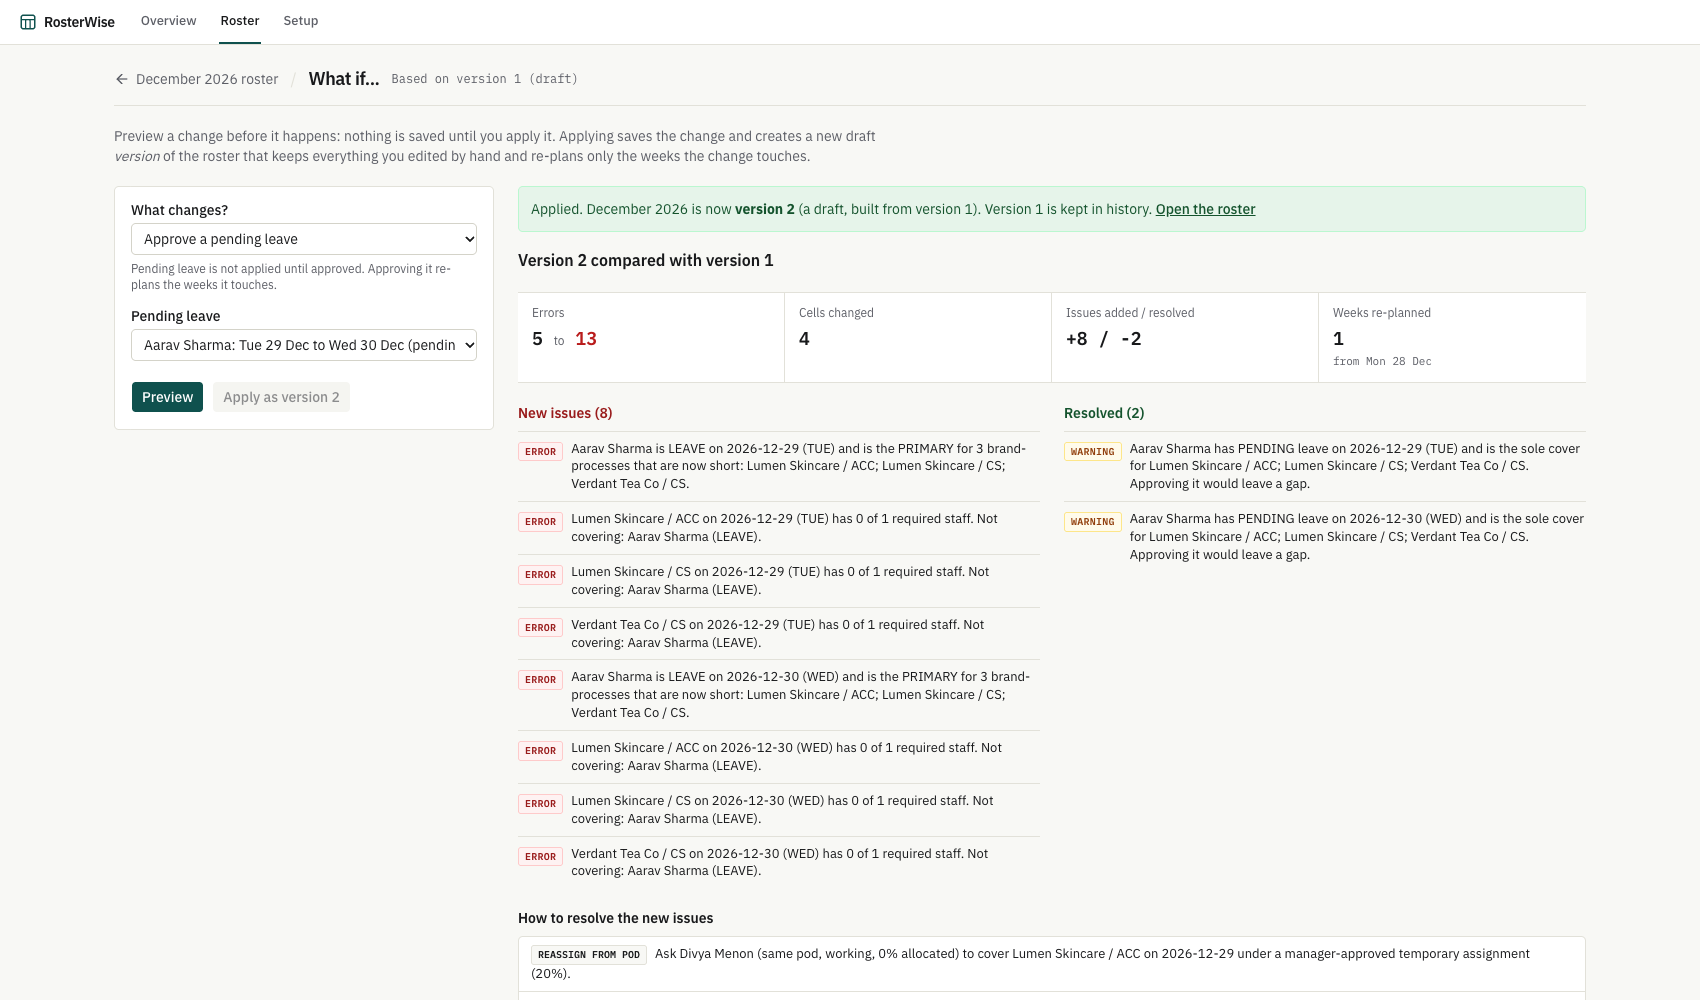 RosterWise
Overview
Roster
Setup
← December 2026 roster / What if... Based on version 1 (draft)
Preview a change before it happens: nothing is saved until you apply it. Applying saves the change and creates a new draft
version of the roster that keeps everything you edited by hand and re-plans only the weeks the change touches.
What changes?
Approve a pending leave
Pending leave is not applied until approved. Approving it re-
plans the weeks it touches.
Pending leave
Aarav Sharma: Tue 29 Dec to Wed 30 Dec (pendin
Preview
Apply as version 2
Applied. December 2026 is now version 2 (a draft, built from version 1). Version 1 is kept in history. Open the roster
Version 2 compared with version 1
Errors
5 to 13
Cells changed
4
Issues added / resolved
+8 / -2
Weeks re-planned
1
from Mon 28 Dec
New issues (8)
ERROR Aarav Sharma is LEAVE on 2026-12-29 (TUE) and is the PRIMARY for 3 brand-
processes that are now short: Lumen Skincare / ACC; Lumen Skincare / CS;
Verdant Tea Co / CS.
ERROR Lumen Skincare / ACC on 2026-12-29 (TUE) has 0 of 1 required staff. Not
covering: Aarav Sharma (LEAVE).
ERROR Lumen Skincare / CS on 2026-12-29 (TUE) has 0 of 1 required staff. Not
covering: Aarav Sharma (LEAVE).
ERROR Verdant Tea Co / CS on 2026-12-29 (TUE) has 0 of 1 required staff. Not
covering: Aarav Sharma (LEAVE).
ERROR Aarav Sharma is LEAVE on 2026-12-30 (WED) and is the PRIMARY for 3 brand-
processes that are now short: Lumen Skincare / ACC; Lumen Skincare / CS;
Verdant Tea Co / CS.
ERROR Lumen Skincare / ACC on 2026-12-30 (WED) has 0 of 1 required staff. Not
covering: Aarav Sharma (LEAVE).
ERROR Lumen Skincare / CS on 2026-12-30 (WED) has 0 of 1 required staff. Not
covering: Aarav Sharma (LEAVE).
ERROR Verdant Tea Co / CS on 2026-12-30 (WED) has 0 of 1 required staff. Not
covering: Aarav Sharma (LEAVE).
Resolved (2)
WARNING Aarav Sharma has PENDING leave on 2026-12-29 (TUE) and is the sole cover
for Lumen Skincare / ACC; Lumen Skincare / CS; Verdant Tea Co / CS.
Approving it would leave a gap.
WARNING Aarav Sharma has PENDING leave on 2026-12-30 (WED) and is the sole cover
for Lumen Skincare / ACC; Lumen Skincare / CS; Verdant Tea Co / CS.
Approving it would leave a gap.
How to resolve the new issues
REASSIGN FROM POD Ask Divya Menon (same pod, working, 0% allocated) to cover Lumen Skincare / ACC on 2026-12-29 under a manager-approved temporary assignment
(20%).